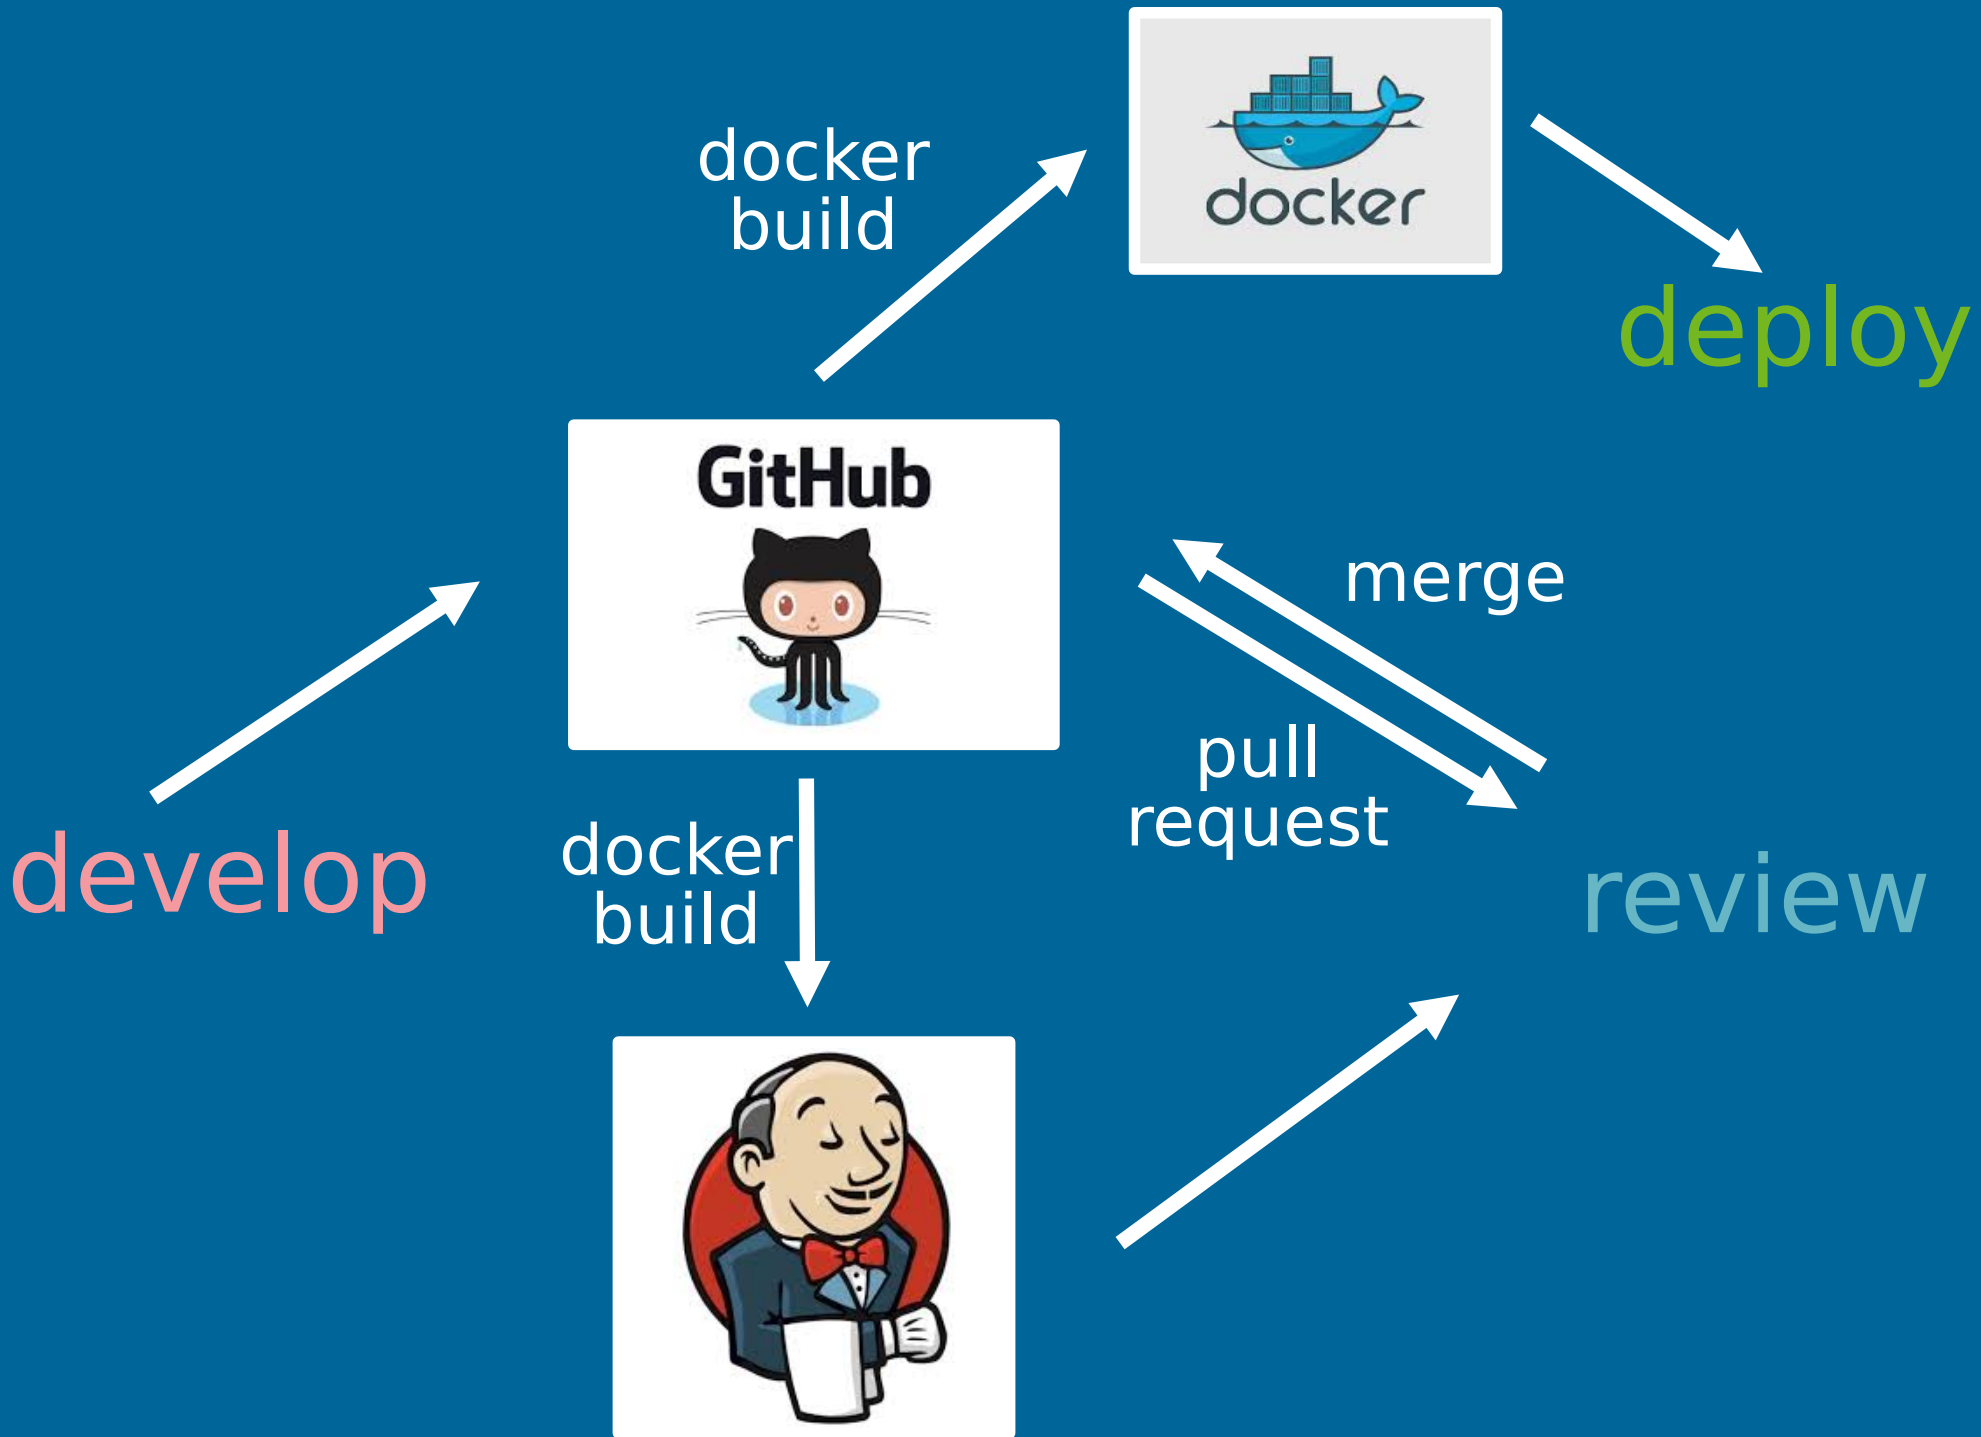 docker
build
docker
deploy
GitHub
merge
pull
request
develop
docker
build
review